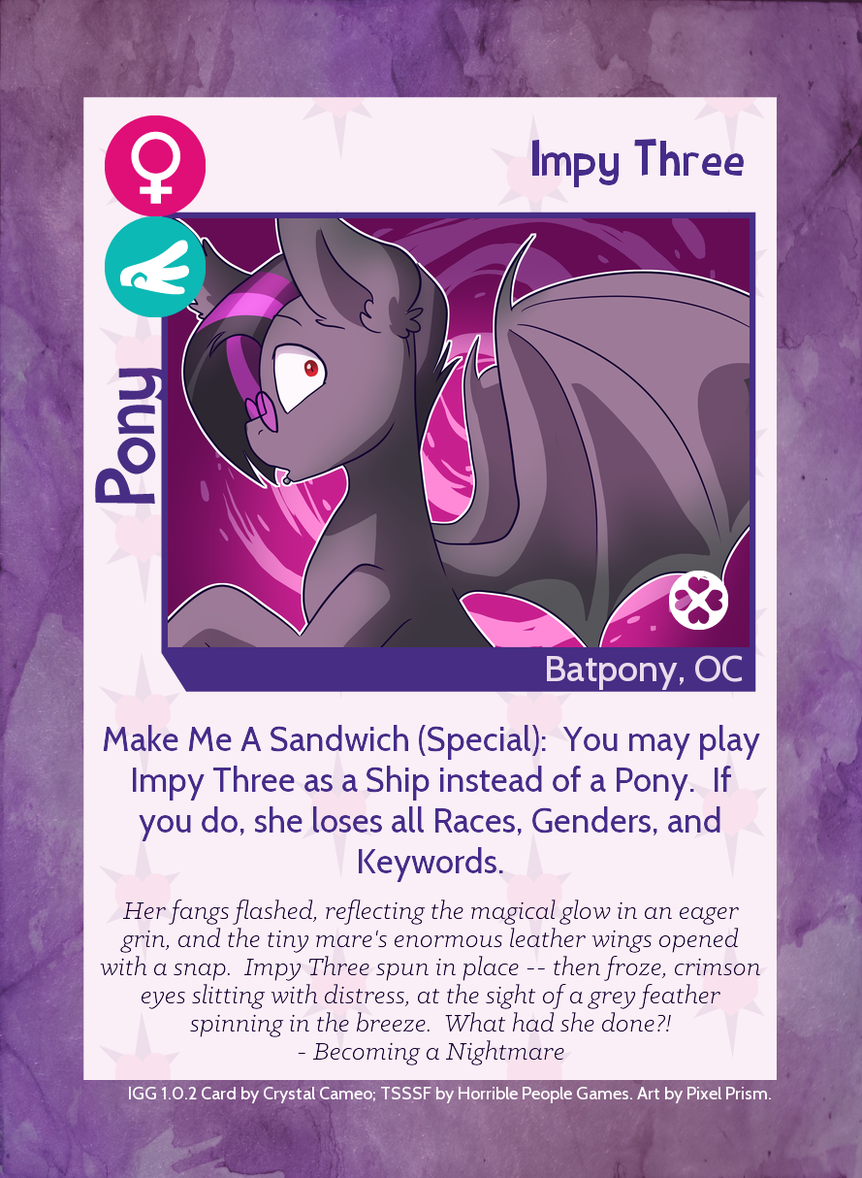 Impy Three
Pony
Batpony, OC
Make Me A Sandwich (Special):  You may play
Impy Three as a Ship instead of a Pony.  If
you do, she loses all Races, Genders, and
Keywords.
Her fangs flashed, reflecting the magical glow in an eager
grin, and the tiny mare's enormous leather wings opened
with a snap.  Impy Three spun in place -- then froze, crimson
eyes slitting with distress, at the sight of a grey feather
spinning in the breeze.  What had she done?!
- Becoming a Nightmare
IGG 1.0.2 Card by Crystal Cameo; TSSSF by Horrible People Games. Art by Pixel Prism.